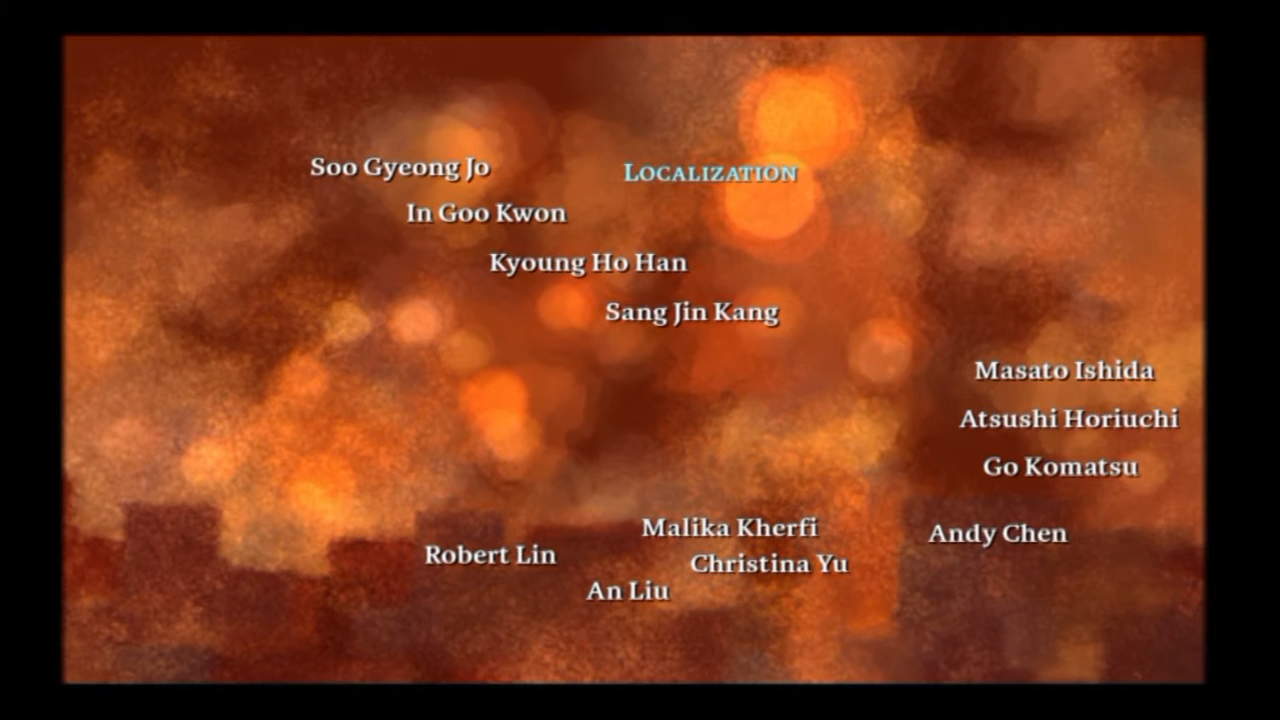 Localization
Soo Gyeong Jo
In Goo Kwon
Kyoung Ho Han
Sang Jin Kang
Masato Ishida
Atsushi Horiuchi
Go Komatsu
Andy Chen
Malika Kherfi
Robert Lin
Christina Yu
An Liu